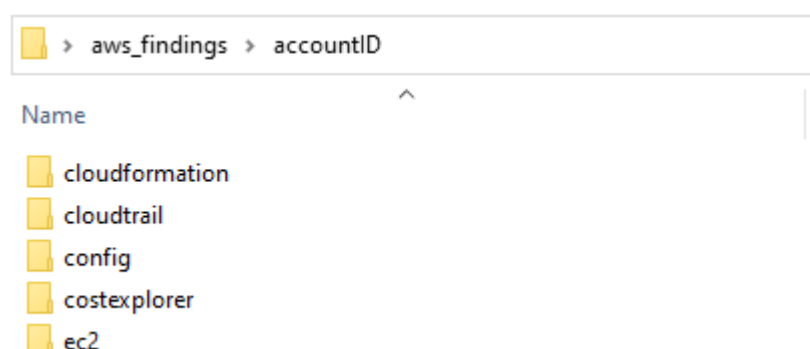 aws_findings > accountID
Name
cloudformation
cloudtrail
config
costexplorer
ec2